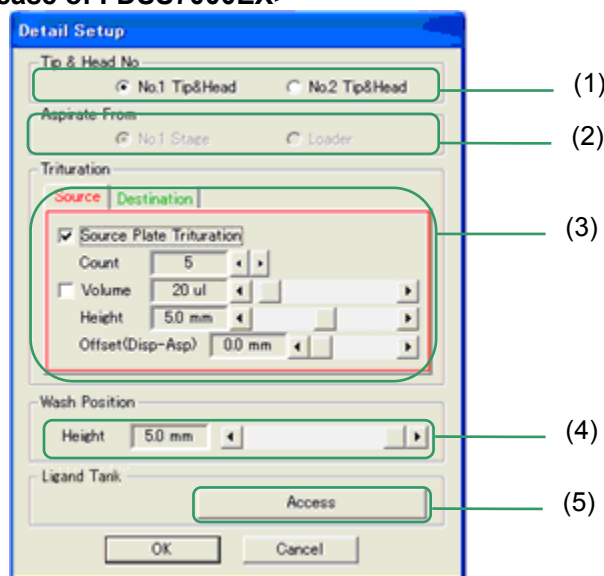 Detail Setup
Tip & Head No
No.1 Tip&Head No.2 Tip&Head (1)
Aspirate From
No.1 Stage Loader (2)
Trituration
Source Destination
Source Plate Trituration (3)
Count 5
Volume 20 ul
Height 5.0 mm
Offset(Disp-Asp) 0.0 mm
Wash Position
Height 5.0 mm (4)
Ligand Tank
Access (5)
OK Cancel